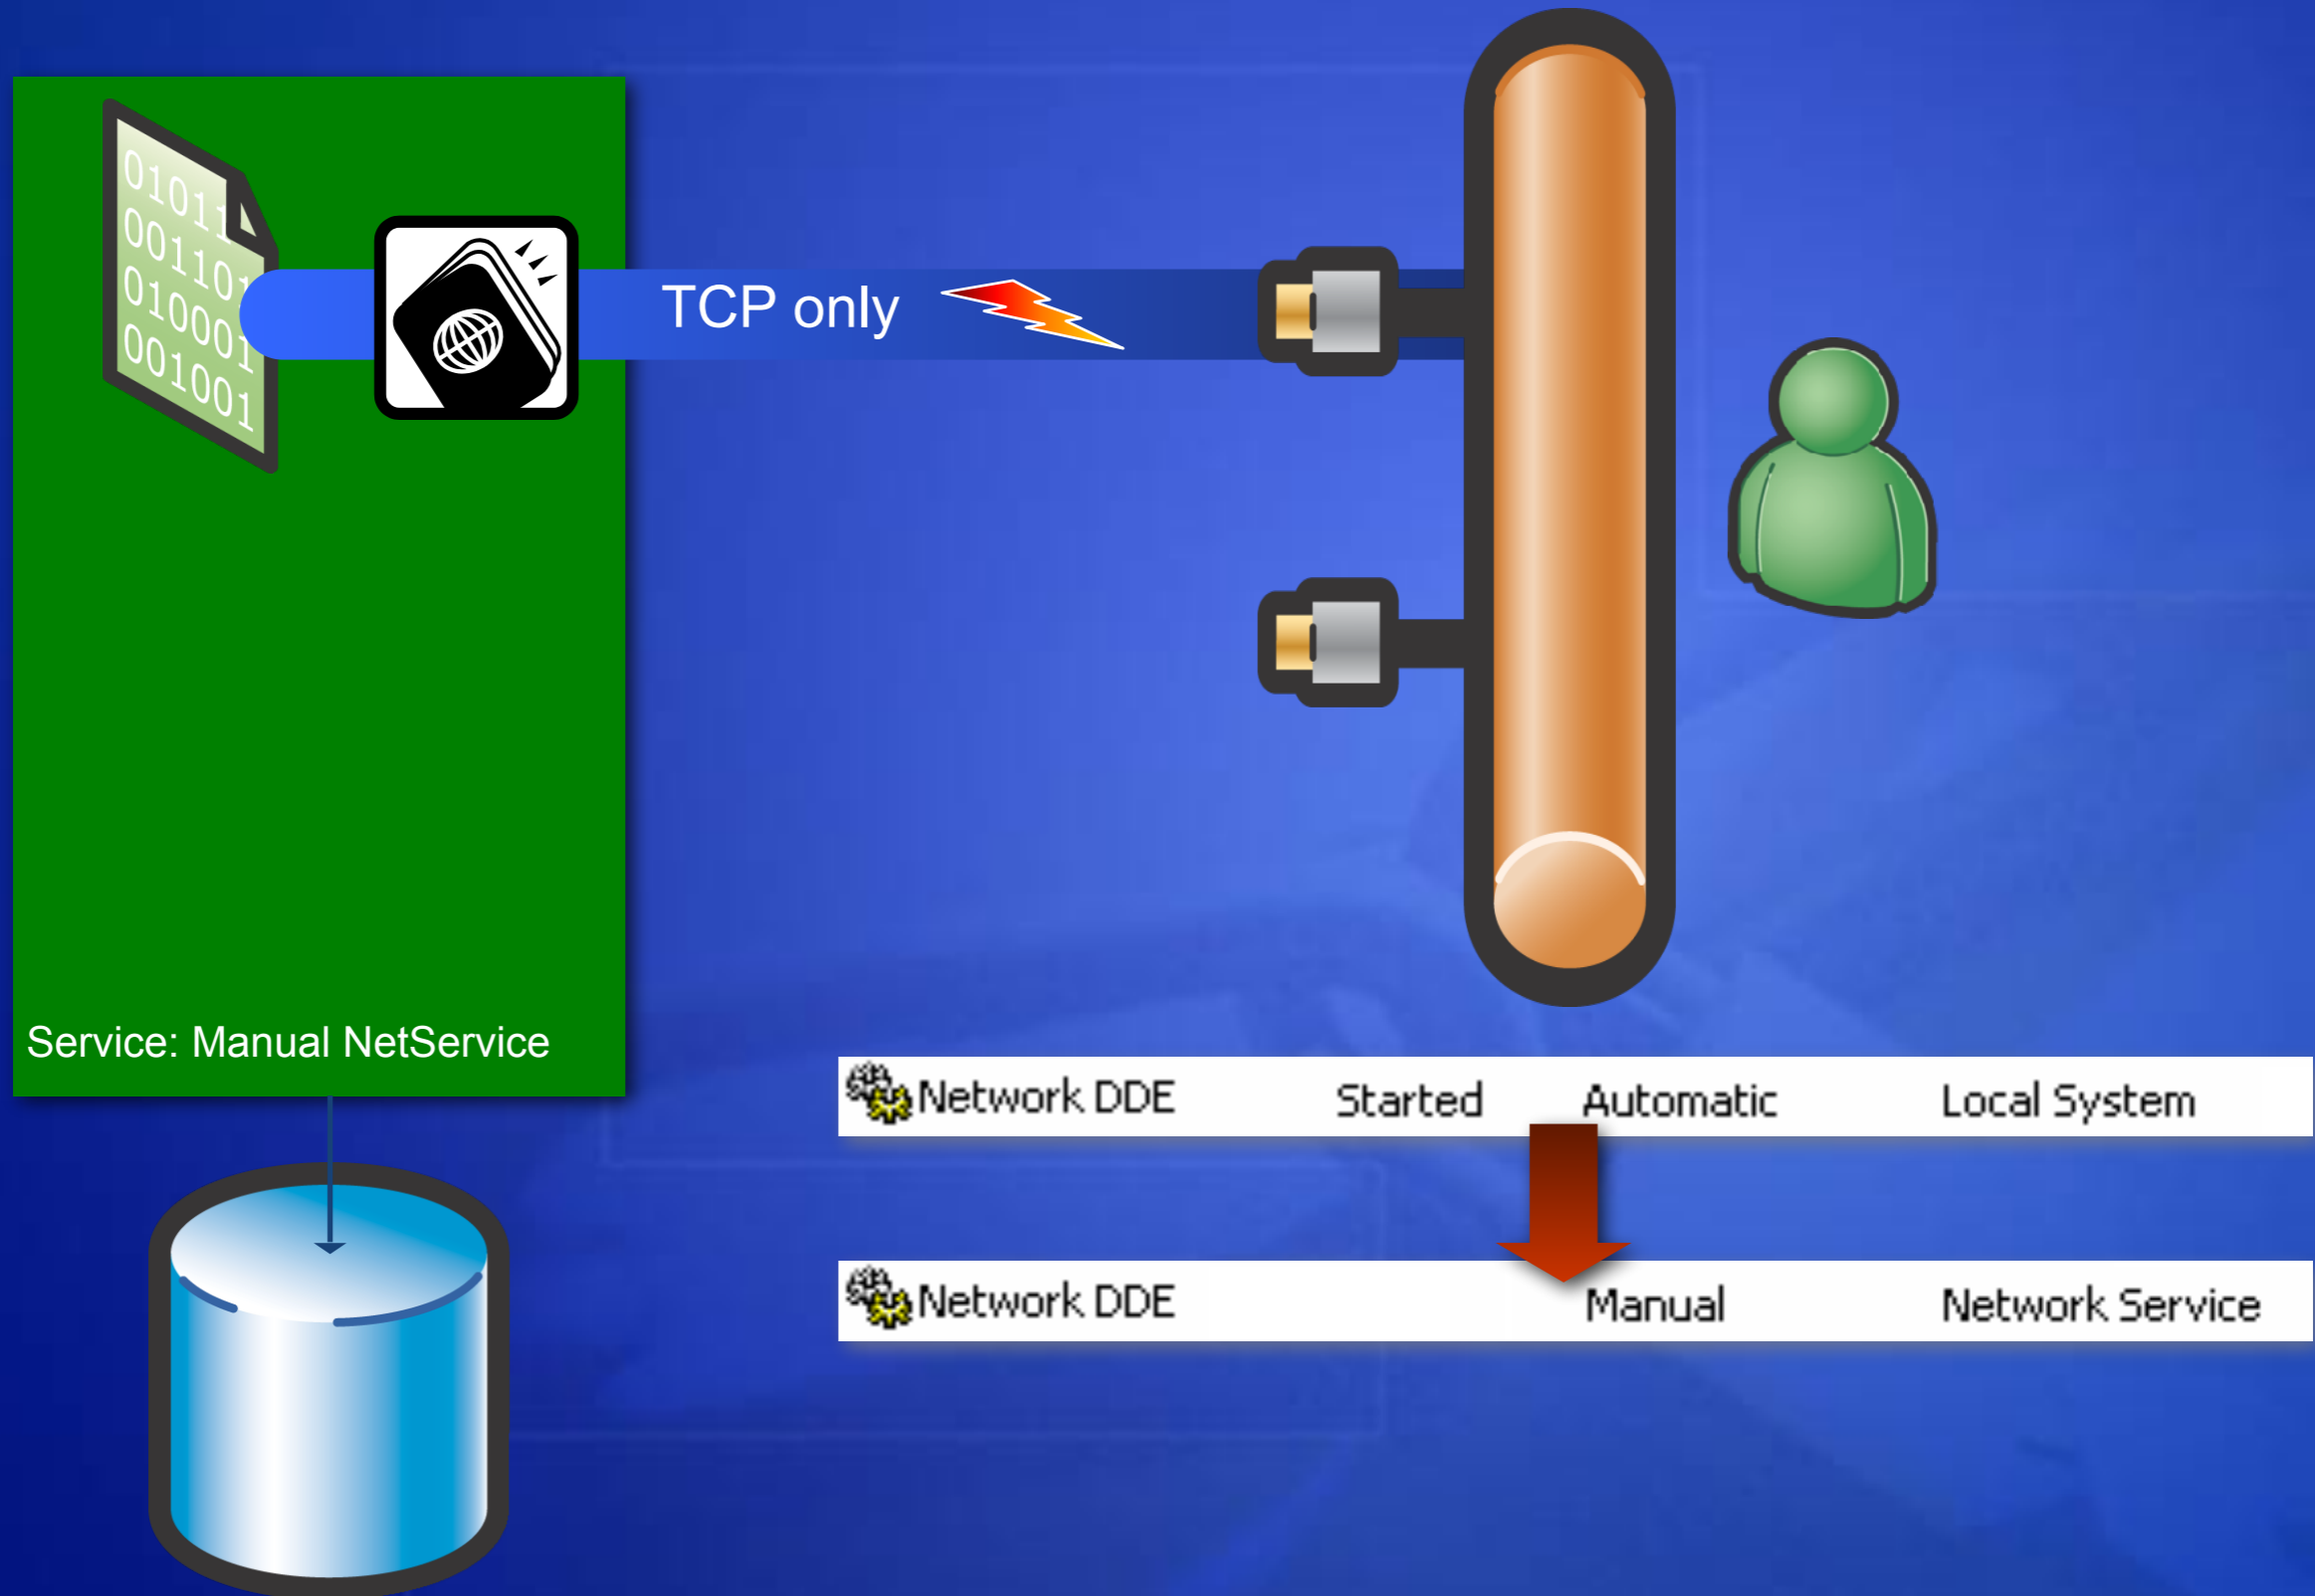 01011
001101
010001
001001
TCP only
Service: Manual NetService
Network DDE Started Automatic Local System
Network DDE Manual Network Service